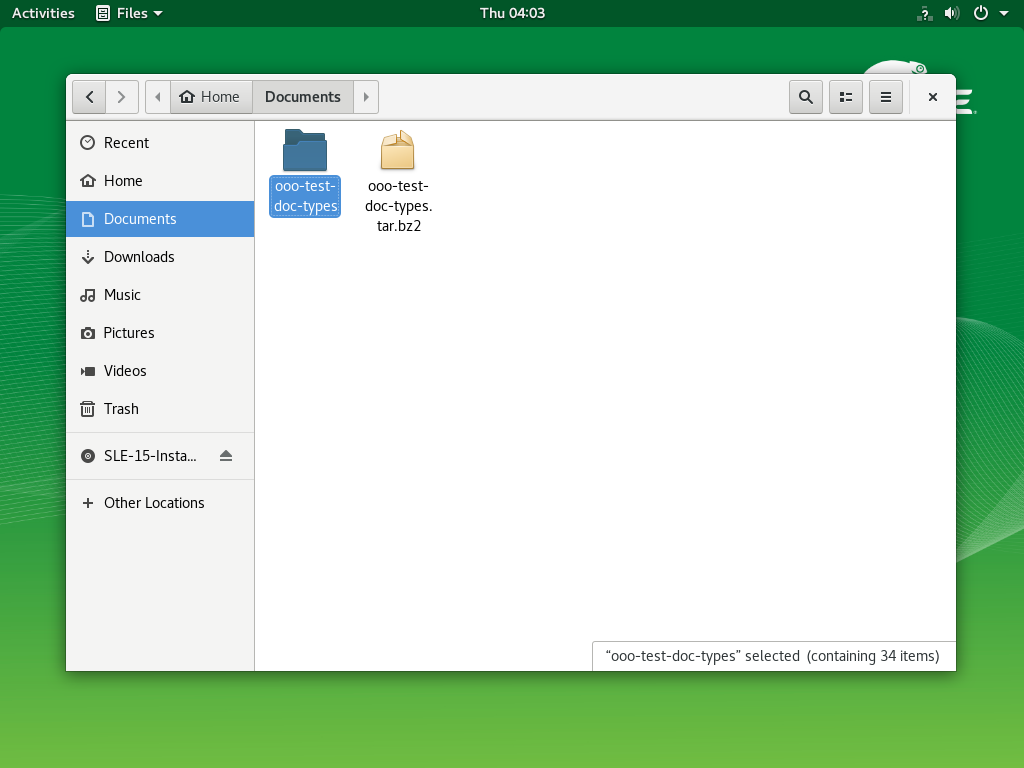 Activities Files Thu 04:03
Home Documents
Recent
Home
Documents
Downloads
Music
Pictures
Videos
Trash
SLE-15-Insta...
Other Locations
ooo-test-
doc-types
ooo-test-
doc-types.
tar.bz2
“ooo-test-doc-types” selected (containing 34 items)